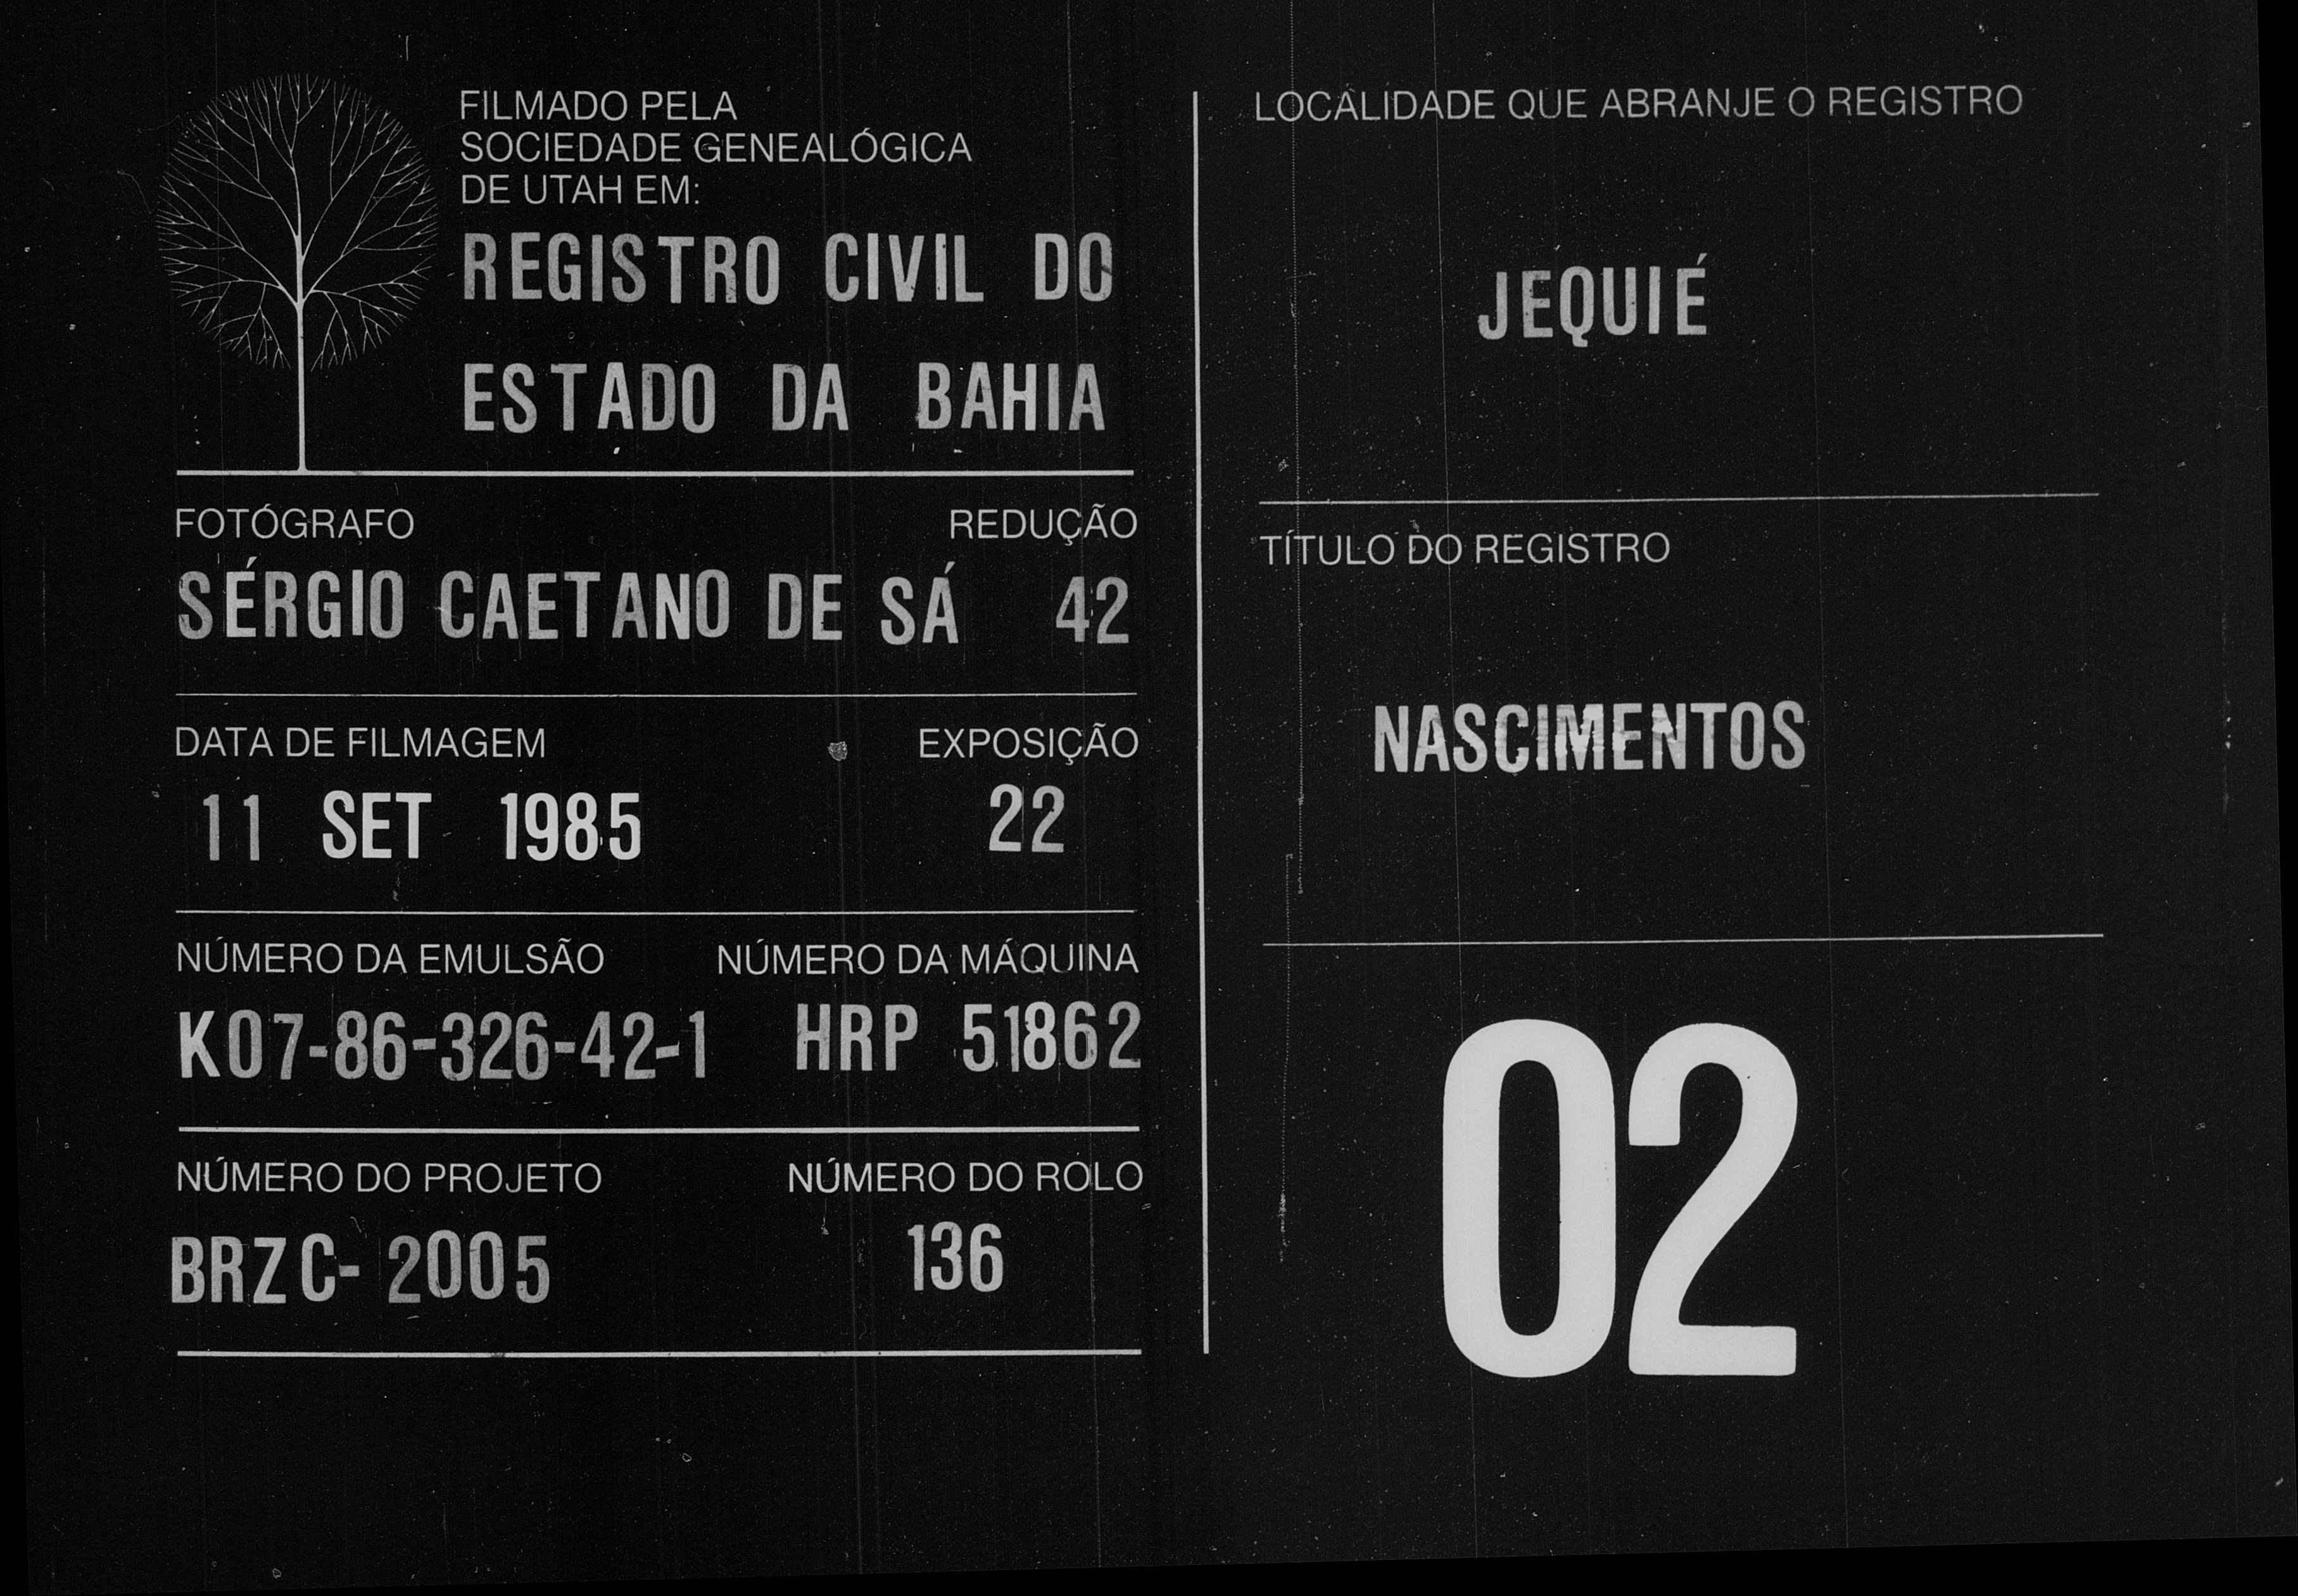 FILMADO PELA
SOCIEDADE GENEALÓGICA
DE UTAH EM:
REGISTRO CIVIL DO
ESTADO DA BAHIA
FOTÓGRAFO REDUÇÃO
SÉRGIO CAETANO DE SÁ 42
DATA DE FILMAGEM EXPOSIÇÃO
11 SET 1985 22
NÚMERO DA EMULSÃO NÚMERO DA MÁQUINA
K07-86-326-42-1 HRP 51862
NÚMERO DO PROJETO NÚMERO DO ROLO
BRZC-2005 136
LOCALIDADE QUE ABRANJE O REGISTRO
JEQUIÉ
TÍTULO DO REGISTRO
NASCIMENTOS
02